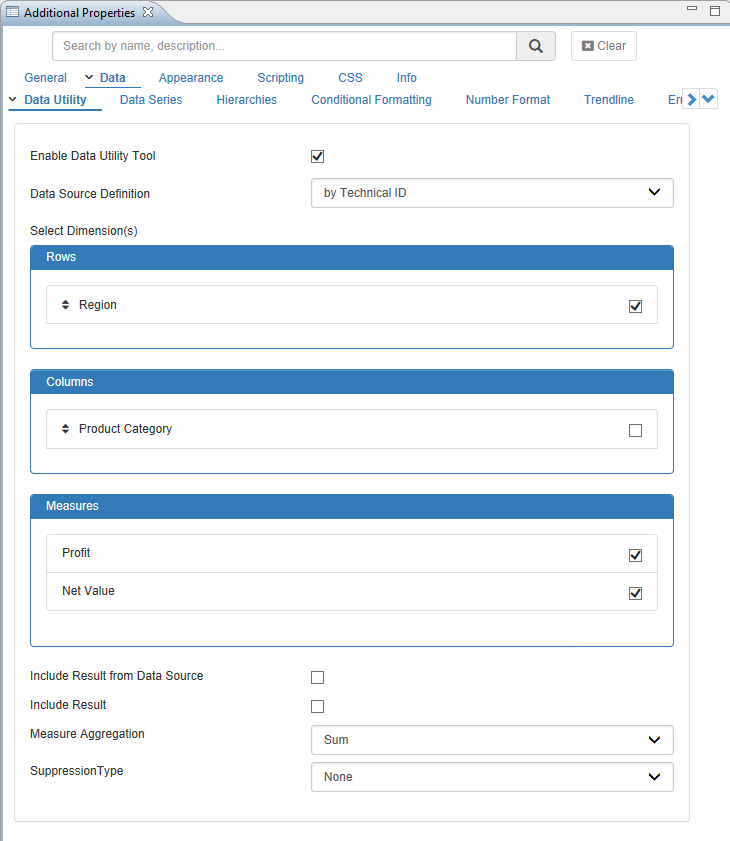 Additional Properties
Search by name, description...
Clear
General Data Appearance Scripting CSS Info
Data Utility Data Series Hierarchies Conditional Formatting Number Format Trendline
Enable Data Utility Tool
Data Source Definition by Technical ID
Select Dimension(s)
Rows
Region
Columns
Product Category
Measures
Profit
Net Value
Include Result from Data Source
Include Result
Measure Aggregation Sum
SuppressionType None